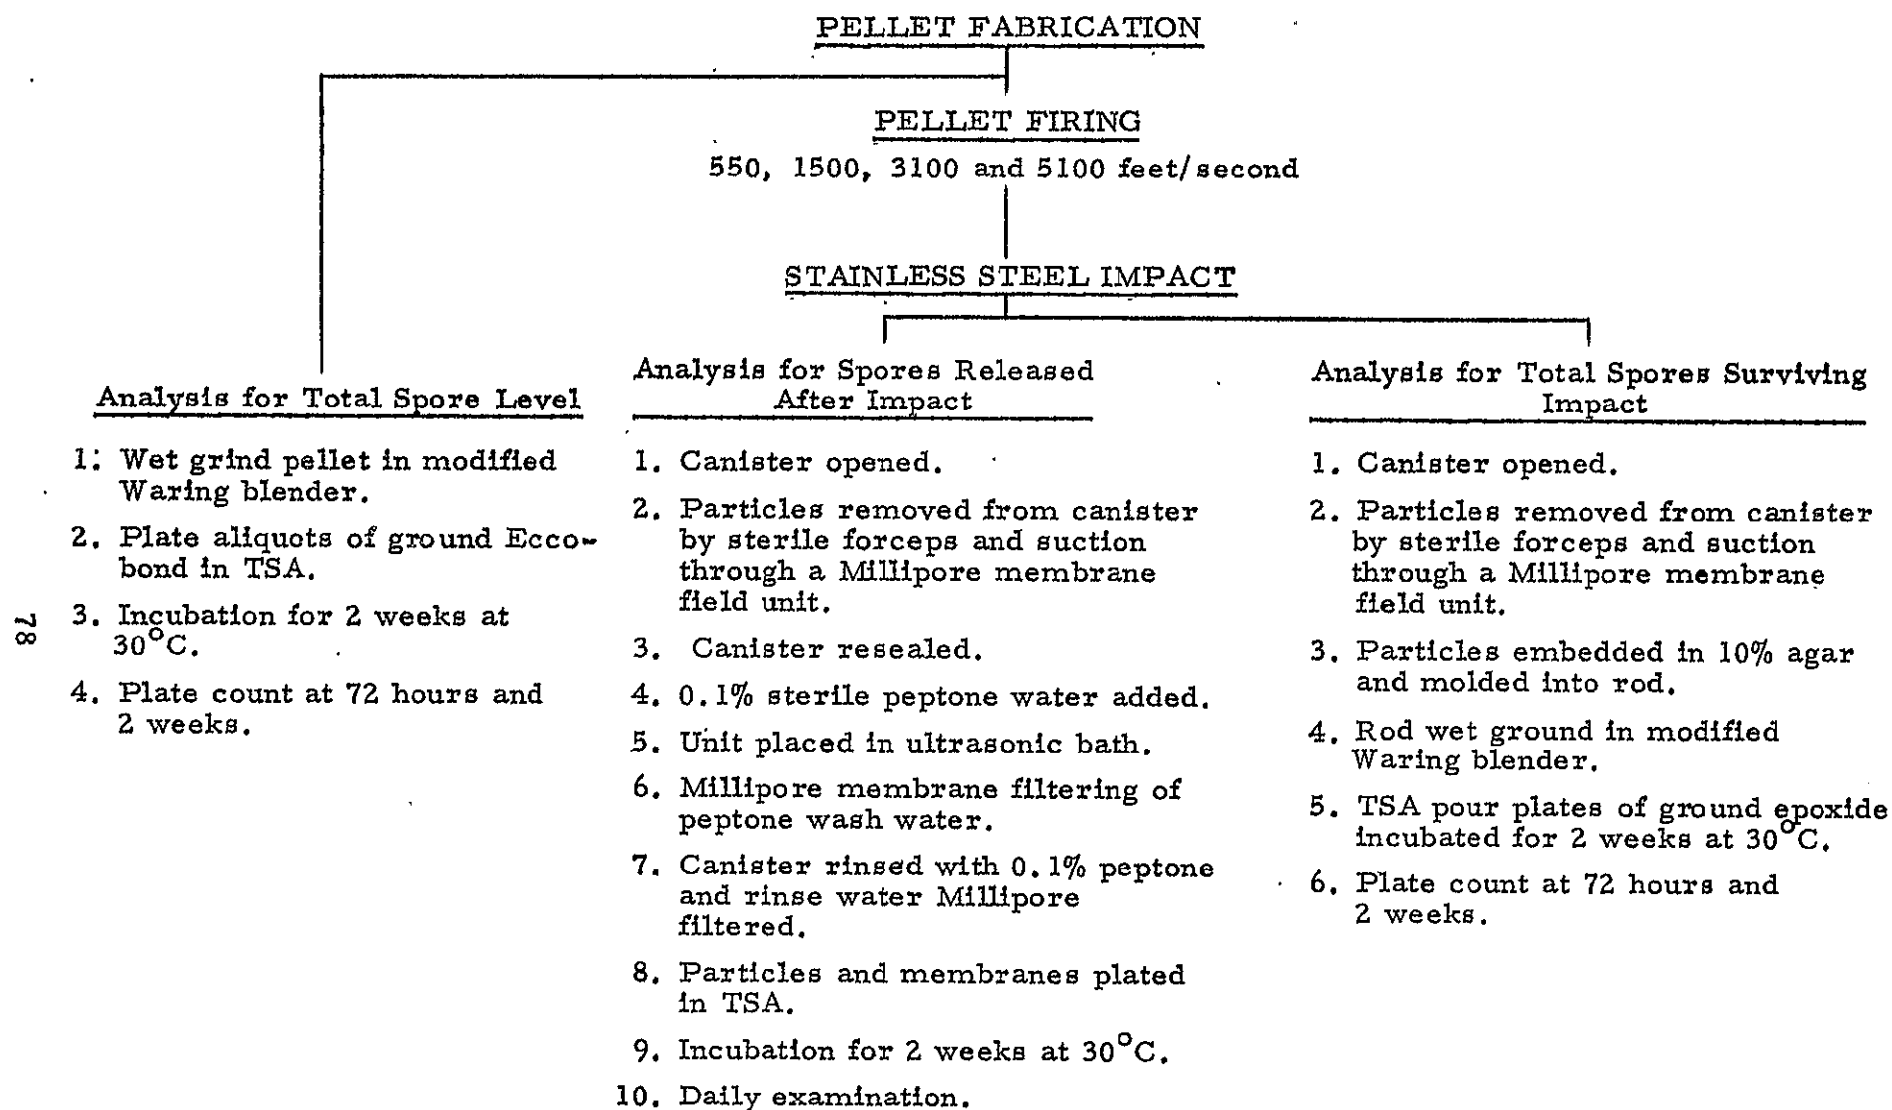 PELLET FABRICATION
PELLET FIRING
550, 1500, 3100 and 5100 feet/second
STAINLESS STEEL IMPACT
Analysis for Total Spore Level
1. Wet grind pellet in modified
Waring blender.
2. Plate aliquots of ground Ecco-
bond in TSA.
3. Incubation for 2 weeks at
30°C.
4. Plate count at 72 hours and
2 weeks.
Analysis for Spores Released
After Impact
1. Canister opened.
2. Particles removed from canister
by sterile forceps and suction
through a Millipore membrane
field unit.
3. Canister resealed.
4. 0.1% sterile peptone water added.
5. Unit placed in ultrasonic bath.
6. Millipore membrane filtering of
peptone wash water.
7. Canister rinsed with 0.1% peptone
and rinse water Millipore
filtered.
8. Particles and membranes plated
in TSA.
9. Incubation for 2 weeks at 30°C.
10. Daily examination.
Analysis for Total Spores Surviving
Impact
1. Canister opened.
2. Particles removed from canister
by sterile forceps and suction
through a Millipore membrane
field unit.
3. Particles embedded in 10% agar
and molded into rod.
4. Rod wet ground in modified
Waring blender.
5. TSA pour plates of ground epoxide
incubated for 2 weeks at 30°C.
6. Plate count at 72 hours and
2 weeks.
78